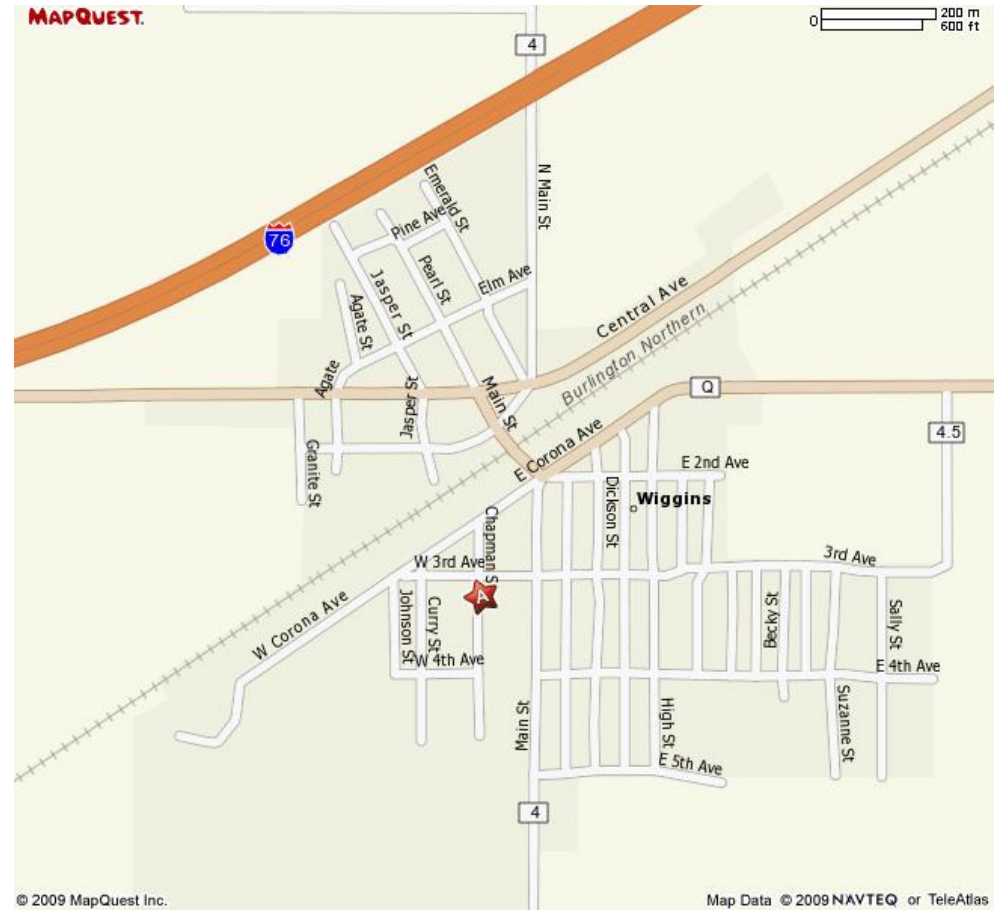 MAPQUEST.
0
200 m
600 ft
4
76
N Main St
Emerald St
Pine Ave
Pearl St
Elm Ave
Jasper St
Agate St
Central Ave
Burlington Northern
Agate
Jasper St
Main St
Q
4.5
E Corona Ave
Granite St
E 2nd Ave
Dickson St
Wiggins
Chapman S
W 3rd Ave
3rd Ave
A
Johnson St
Curry St
Becky St
Sally St
W Corona Ave
W 4th Ave
E 4th Ave
Main St
High St
Suzanne St
E 5th Ave
4
© 2009 MapQuest Inc.
Map Data © 2009 NAVTEQ or TeleAtlas